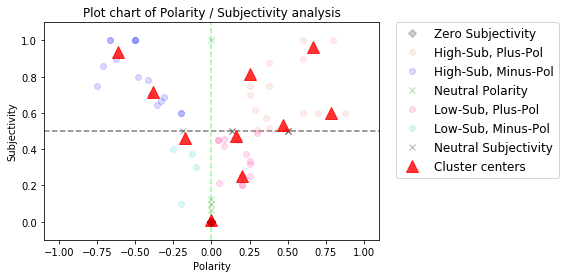 Plot chart of Polarity / Subjectivity analysis
1.0
0.8
0.6
0.4
0.2
0.0
Subjectivity
−1.00 −0.75 −0.50 −0.25 0.00 0.25 0.50 0.75 1.00
Polarity
Zero Subjectivity
High-Sub, Plus-Pol
High-Sub, Minus-Pol
Neutral Polarity
Low-Sub, Plus-Pol
Low-Sub, Minus-Pol
Neutral Subjectivity
Cluster centers